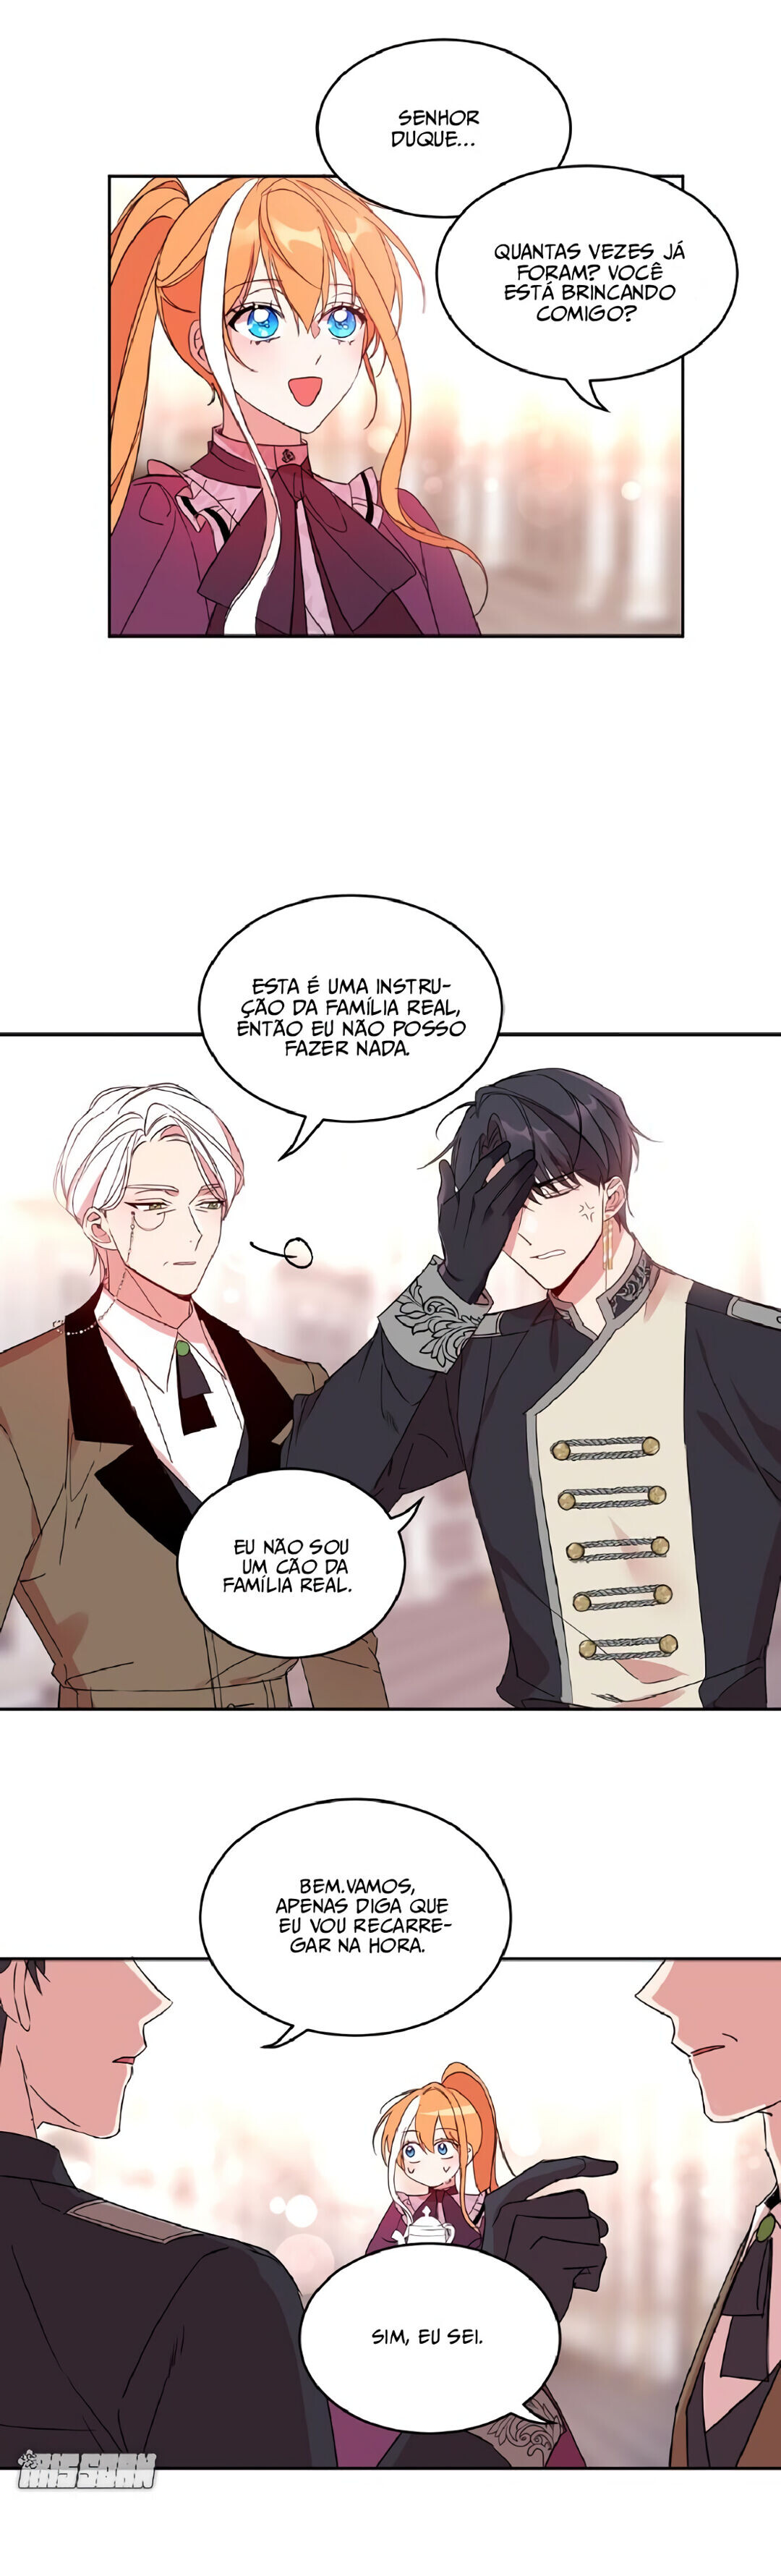 SENHOR
DUQUE...
QUANTAS VEZES JÁ
FORAM? VOCÊ
ESTÁ BRINCANDO
COMIGO?
ESTA É UMA INSTRU-
ÇÃO DA FAMÍLIA REAL,
ENTÃO EU NÃO POSSO
FAZER NADA.
EU NÃO SOU
UM CÃO DA
FAMÍLIA REAL.
BEM.VAMOS,
APENAS DIGA QUE
EU VOU RECARRE-
GAR NA HORA.
SIM, EU SEI.